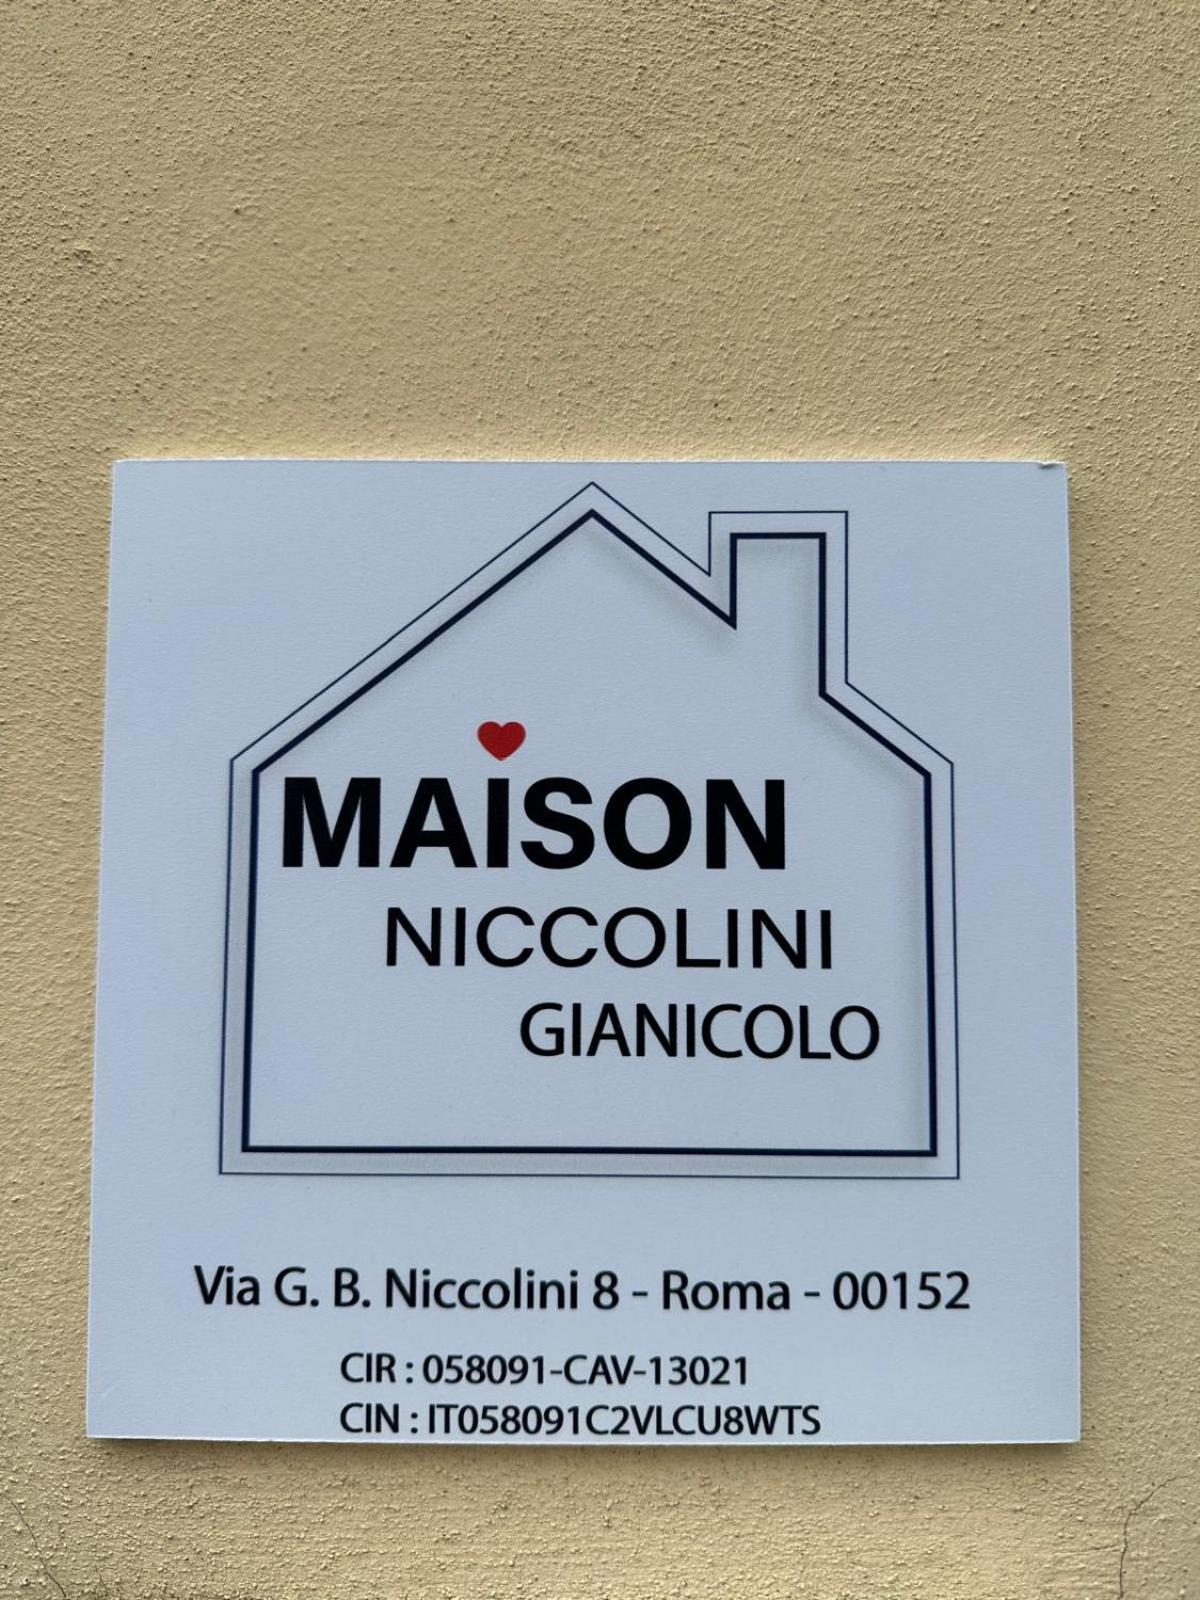 MAiSON
NICCOLINI
GIANICOLO
Via G. B. Niccolini 8 - Roma - 00152
CIR : 058091-CAV-13021
CIN : IT058091C2VLCU8WTS